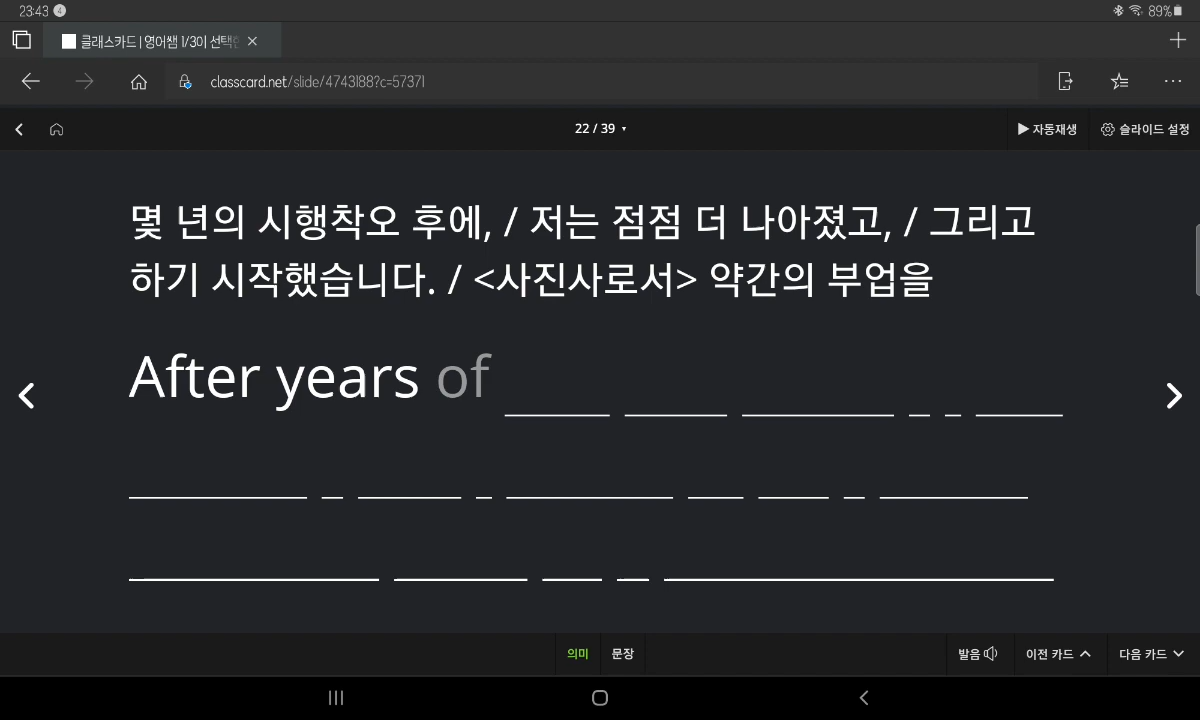 23:43 4
89%
클래스카드 | 영어쌤 1/3이 선택한
classcard.net/slide/4743188?c=57371
22 / 39
자동재생
슬라이드 설정
몇 년의 시행착오 후에, / 저는 점점 더 나아졌고, / 그리고
하기 시작했습니다. / <사진사로서> 약간의 부업을
After years of
의미
문장
발음
이전 카드
다음 카드